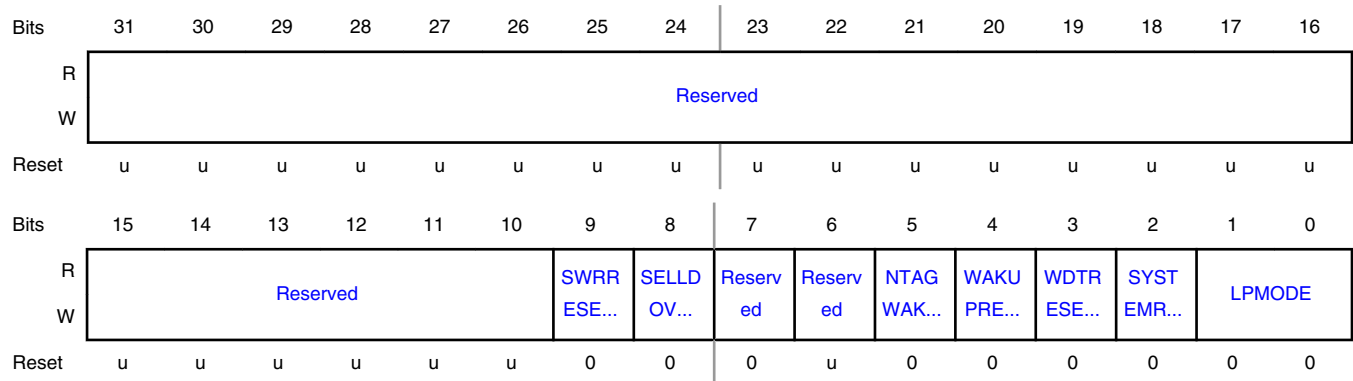 Bits 31 30 29 28 27 26 25 24 23 22 21 20 19 18 17 16
R
Reserved
W
Reset u u u u u u u u u u u u u u u u
Bits 15 14 13 12 11 10 9 8 7 6 5 4 3 2 1 0
R
W
Reserved
SWRR
ESE...
SELLD
OV...
Reserv
ed
Reserv
ed
NTAG
WAK...
WAKU
PRE...
WDTR
ESE...
SYST
EMR...
LPMODE
Reset u u u u u u 0 0 0 u 0 0 0 0 0 0